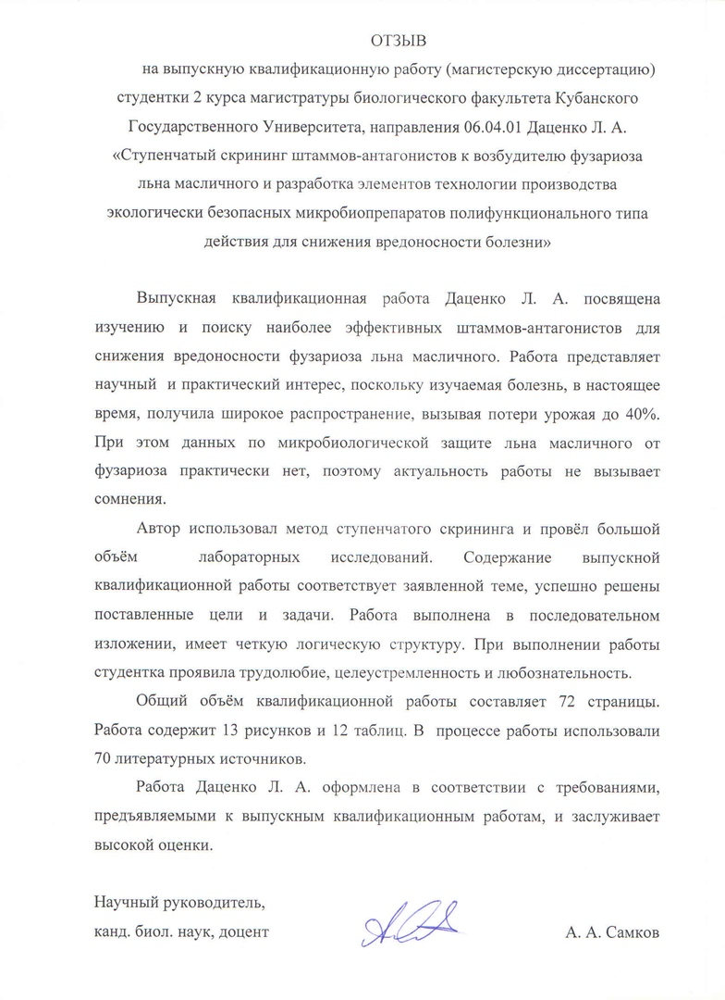 ОТЗЫВ
на выпускную квалификационную работу (магистерскую диссертацию)
студентки 2 курса магистратуры биологического факультета Кубанского
Государственного Университета, направления 06.04.01 Даценко Л. А.
«Ступенчатый скрининг штаммов-антагонистов к возбудителю фузариоза
льна масличного и разработка элементов технологии производства
экологически безопасных микробиопрепаратов полифункционального типа
действия для снижения вредоносности болезни»
Выпускная квалификационная работа Даценко Л. А. посвящена
изучению и поиску наиболее эффективных штаммов-антагонистов для
снижения вредоносности фузариоза льна масличного. Работа представляет
научный и практический интерес, поскольку изучаемая болезнь, в настоящее
время, получила широкое распространение, вызывая потери урожая до 40%.
При этом данных по микробиологической защите льна масличного от
фузариоза практически нет, поэтому актуальность работы не вызывает
сомнения.
Автор использовал метод ступенчатого скрининга и провёл большой
объём лабораторных исследований. Содержание выпускной
квалификационной работы соответствует заявленной теме, успешно решены
поставленные цели и задачи. Работа выполнена в последовательном
изложении, имеет четкую логическую структуру. При выполнении работы
студентка проявила трудолюбие, целеустремленность и любознательность.
Общий объём квалификационной работы составляет 72 страницы.
Работа содержит 13 рисунков и 12 таблиц. В процессе работы использовали
70 литературных источников.
Работа Даценко Л. А. оформлена в соответствии с требованиями,
предъявляемыми к выпускным квалификационным работам, и заслуживает
высокой оценки.
Научный руководитель,
канд. биол. наук, доцент А. А. Самков